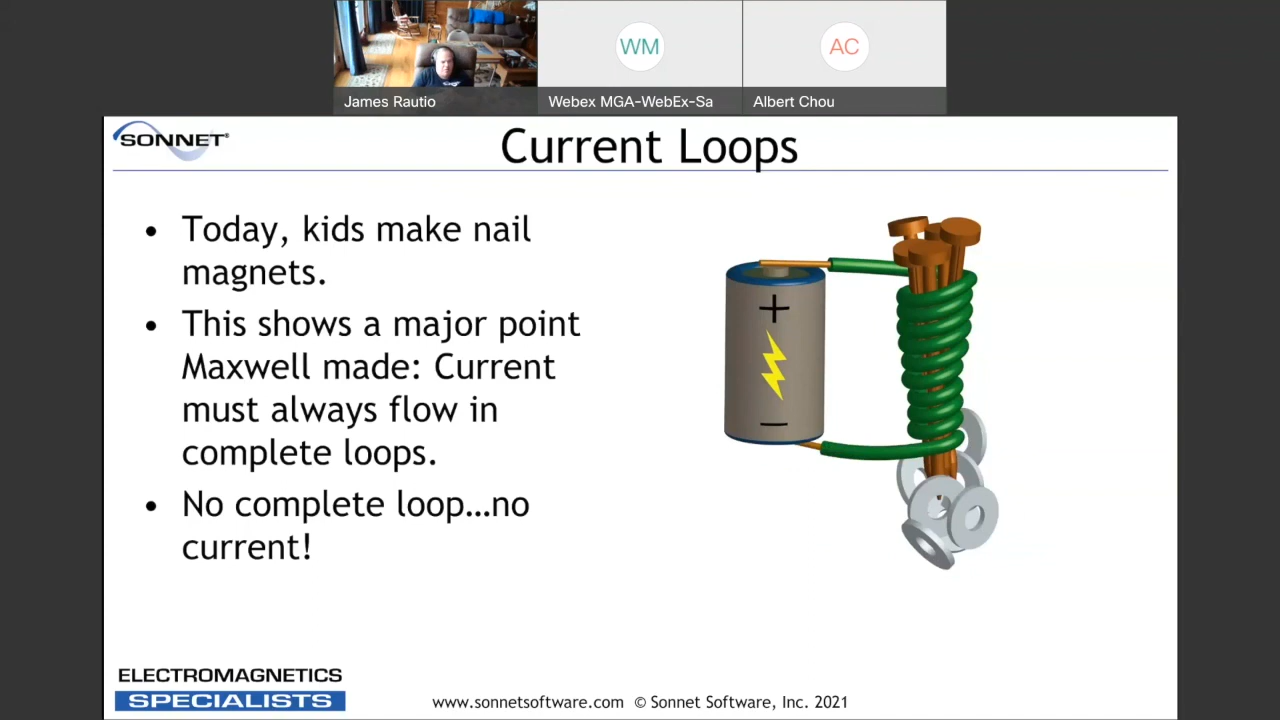 WM
AC
James Rautio
Webex MGA-WebEx-Sa
Albert Chou
SONNET®
Current Loops
• Today, kids make nail
magnets.
• This shows a major point
Maxwell made: Current
must always flow in
complete loops.
• No complete loop…no
current!
+
−
ELECTROMAGNETICS
SPECIALISTS
www.sonnetsoftware.com © Sonnet Software, Inc. 2021